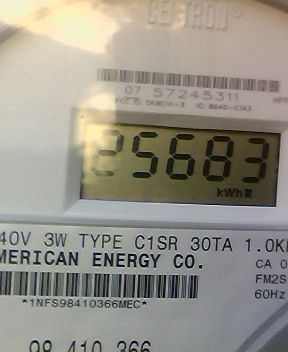 CELTRON
07 57245311
25683
kWh
40V 3W TYPE C1SR 30TA 1.0K
MERICAN ENERGY CO.
CA 0
FM2S
*1NFS98410366MEC*
60Hz
98 410 366